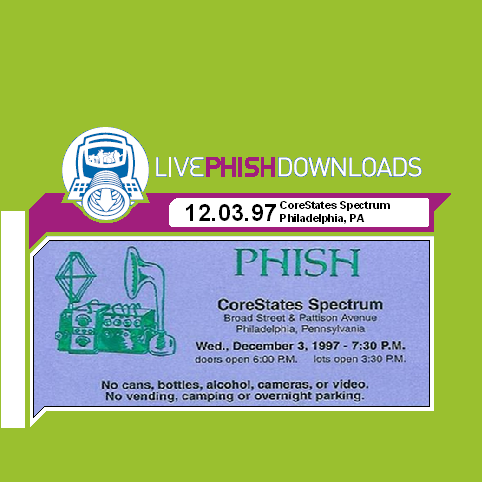 LIVEPHISHDOWNLOADS
12.03.97 CoreStates Spectrum
Philadelphia, PA
PHISH
CoreStates Spectrum
Broad Street & Pattison Avenue
Philadelphia, Pennsylvania
Wed., December 3, 1997 - 7:30 P.M.
doors open 6:00 P.M. lots open 3:30 P.M.
No cans, bottles, alcohol, cameras, or video.
No vending, camping or overnight parking.